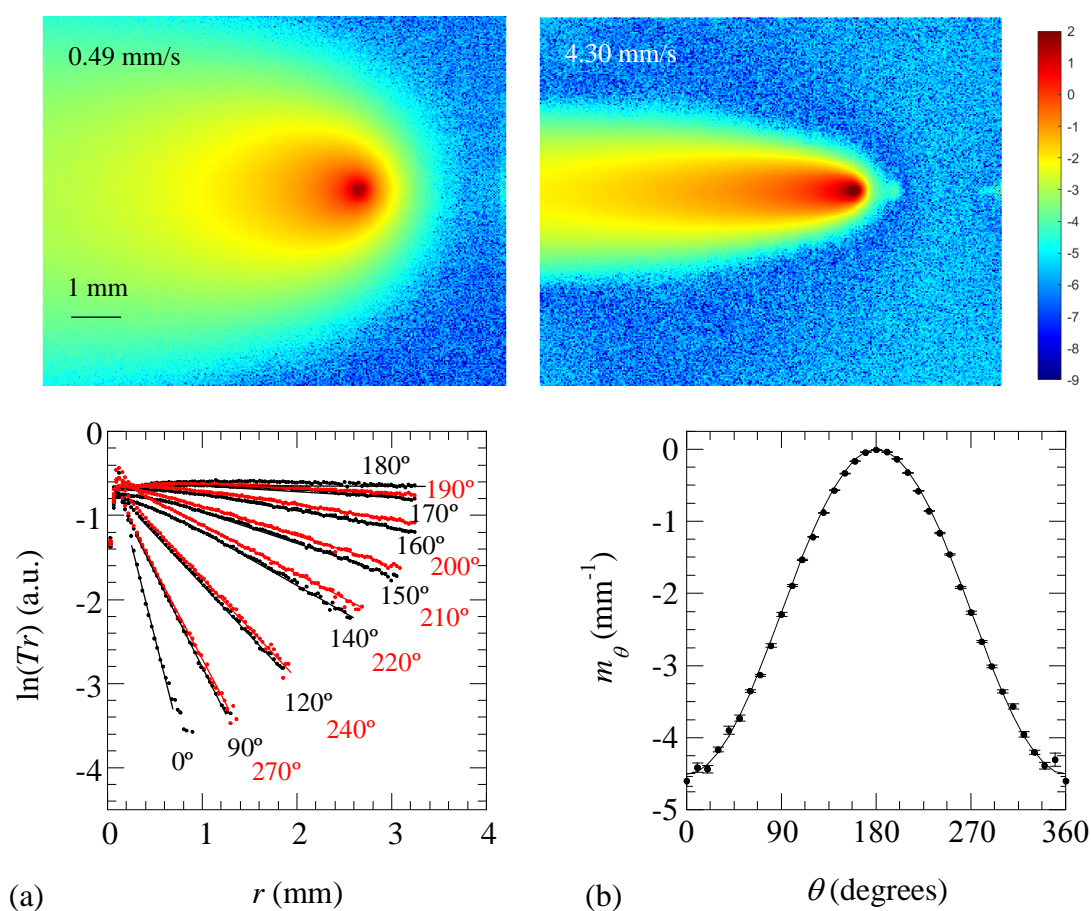 0.49 mm/s
1 mm
4.30 mm/s
2
1
0
-1
-2
-3
-4
-5
-6
-7
-8
-9
0
-1
-2
-3
-4
ln(Tr) (a.u.)
180º
190º
170º
160º
200º
150º
210º
140º
220º
120º
240º
90º
270º
0º
0 1 2 3 4
(a) r (mm)
0
-1
-2
-3
-4
-5
mθ (mm⁻¹)
0 90 180 270 360
(b) θ (degrees)